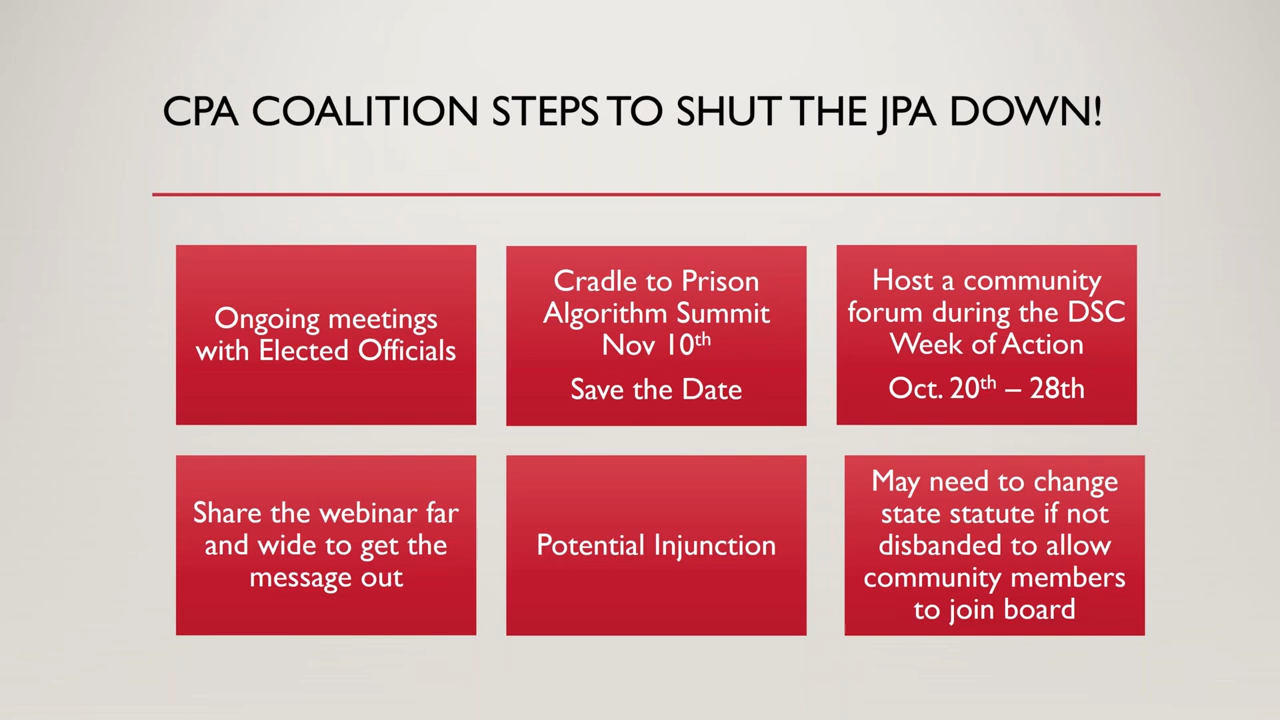 CPA COALITION STEPS TO SHUT THE JPA DOWN!
Ongoing meetings
with Elected Officials
Cradle to Prison
Algorithm Summit
Nov 10th
Save the Date
Host a community
forum during the DSC
Week of Action
Oct. 20th – 28th
Share the webinar far
and wide to get the
message out
Potential Injunction
May need to change
state statute if not
disbanded to allow
community members
to join board